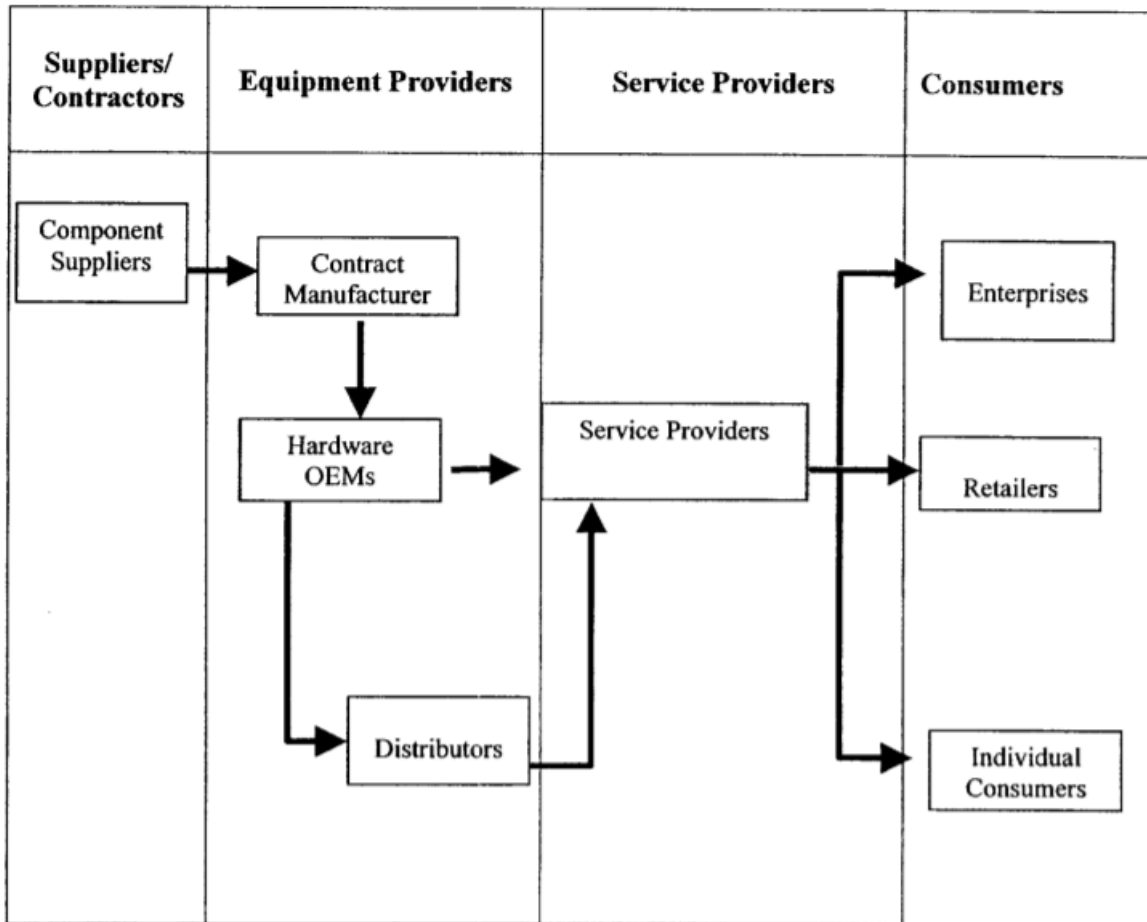 Suppliers/
Contractors
Equipment Providers
Service Providers
Consumers
Component
Suppliers
Contract
Manufacturer
Enterprises
Hardware
OEMs
Service Providers
Retailers
Distributors
Individual
Consumers